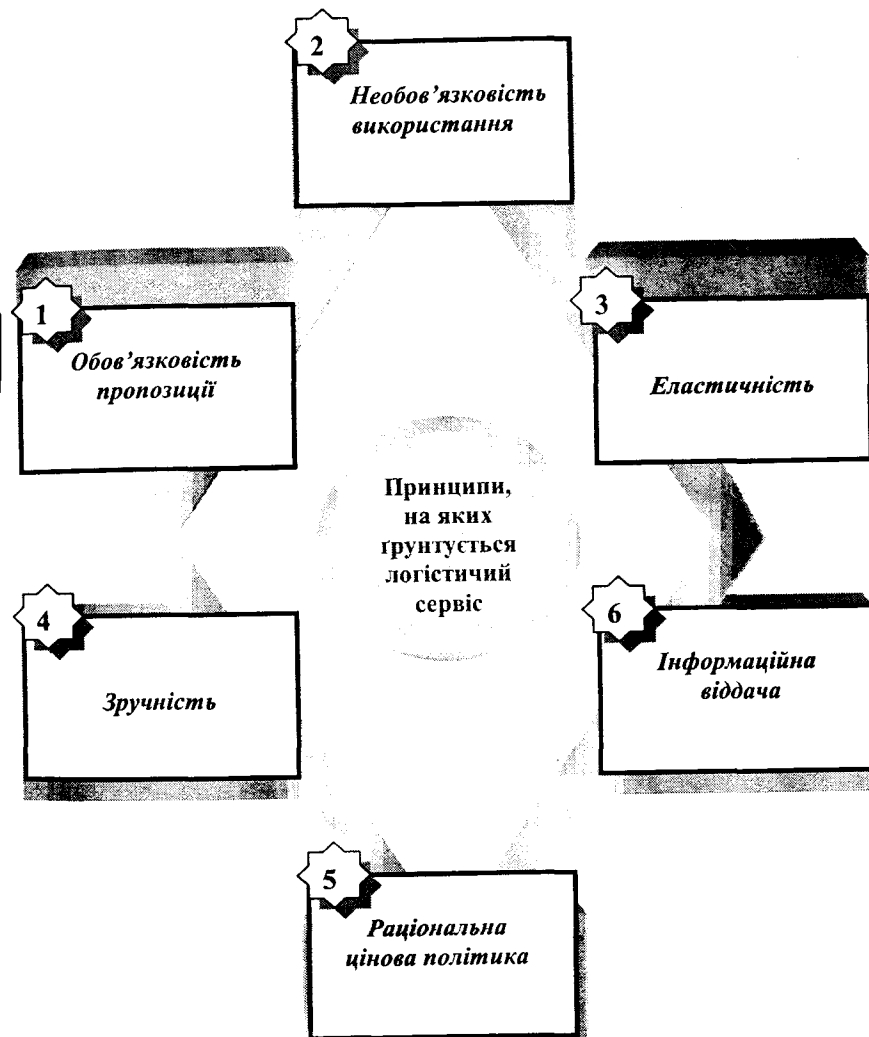 2
Необов’язковість
використання
1
Обов’язковість
пропозиції
3
Еластичність
Принципи,
на яких
ґрунтується
логістичий
сервіс
4
Зручність
6
Інформаційна
віддача
5
Раціональна
цінова політика